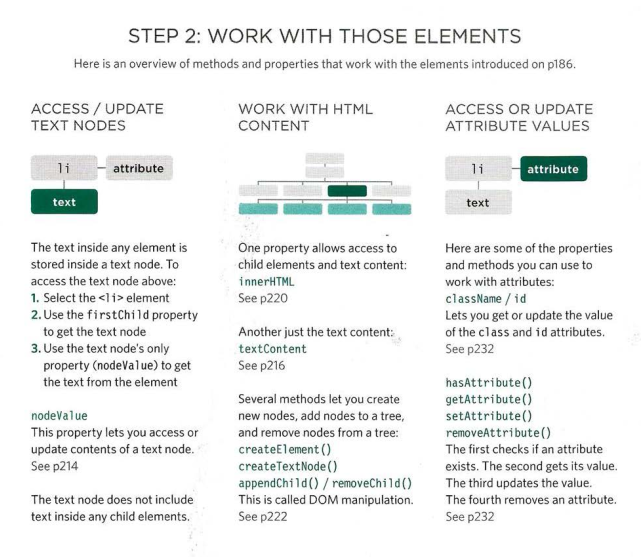 STEP 2: WORK WITH THOSE ELEMENTS
Here is an overview of methods and properties that work with the elements introduced on p186.
ACCESS / UPDATE
TEXT NODES
li
attribute
text
The text inside any element is
stored inside a text node. To
access the text node above:
1. Select the <li> element
2. Use the firstChild property
to get the text node
3. Use the text node's only
property (nodeValue) to get
the text from the element
nodeValue
This property lets you access or
update contents of a text node.
See p214
The text node does not include
text inside any child elements.
WORK WITH HTML
CONTENT
One property allows access to
child elements and text content:
innerHTML
See p220
Another just the text content:
textContent
See p216
Several methods let you create
new nodes, add nodes to a tree,
and remove nodes from a tree:
createElement()
createTextNode()
appendChild() / removeChild()
This is called DOM manipulation.
See p222
ACCESS OR UPDATE
ATTRIBUTE VALUES
li
attribute
text
Here are some of the properties
and methods you can use to
work with attributes:
className / id
Lets you get or update the value
of the class and id attributes.
See p232
hasAttribute()
getAttribute()
setAttribute()
removeAttribute()
The first checks if an attribute
exists. The second gets its value.
The third updates the value.
The fourth removes an attribute.
See p232